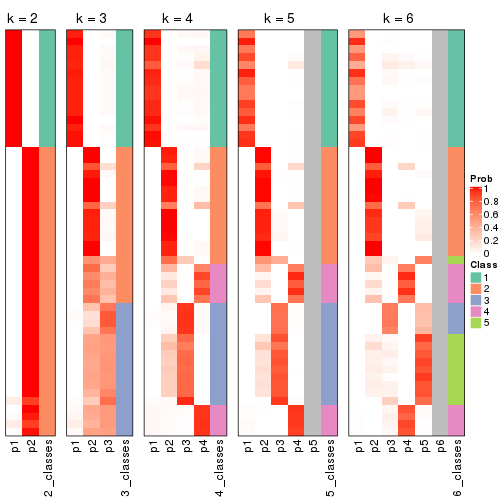 k = 2
k = 3
k = 4
k = 5
k = 6
Prob
1
0.8
0.6
0.4
0.2
0
Class
1
2
3
4
5
p1
p2
2_classes
p1
p2
p3
3_classes
p1
p2
p3
p4
4_classes
p1
p2
p3
p4
p5
5_classes
p1
p2
p3
p4
p5
p6
6_classes